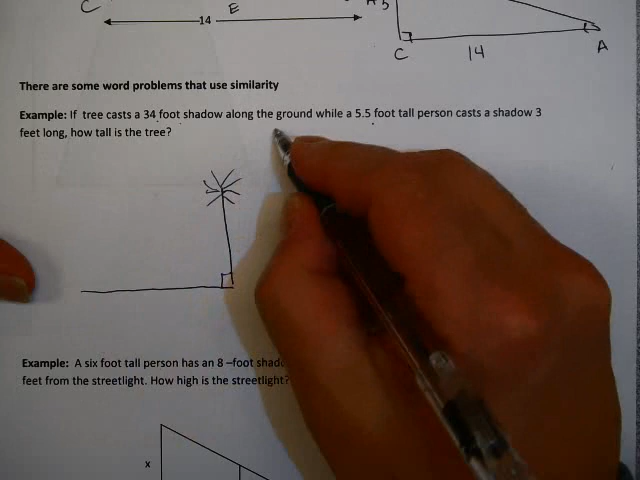 C
14
E
C
14
A
There are some word problems that use similarity
Example: If tree casts a 34 foot shadow along the ground while a 5.5 foot tall person casts a shadow 3
feet long, how tall is the tree?
Example: A six foot tall person has an 8 –foot
feet from the streetlight. How high is the streetlight?
x